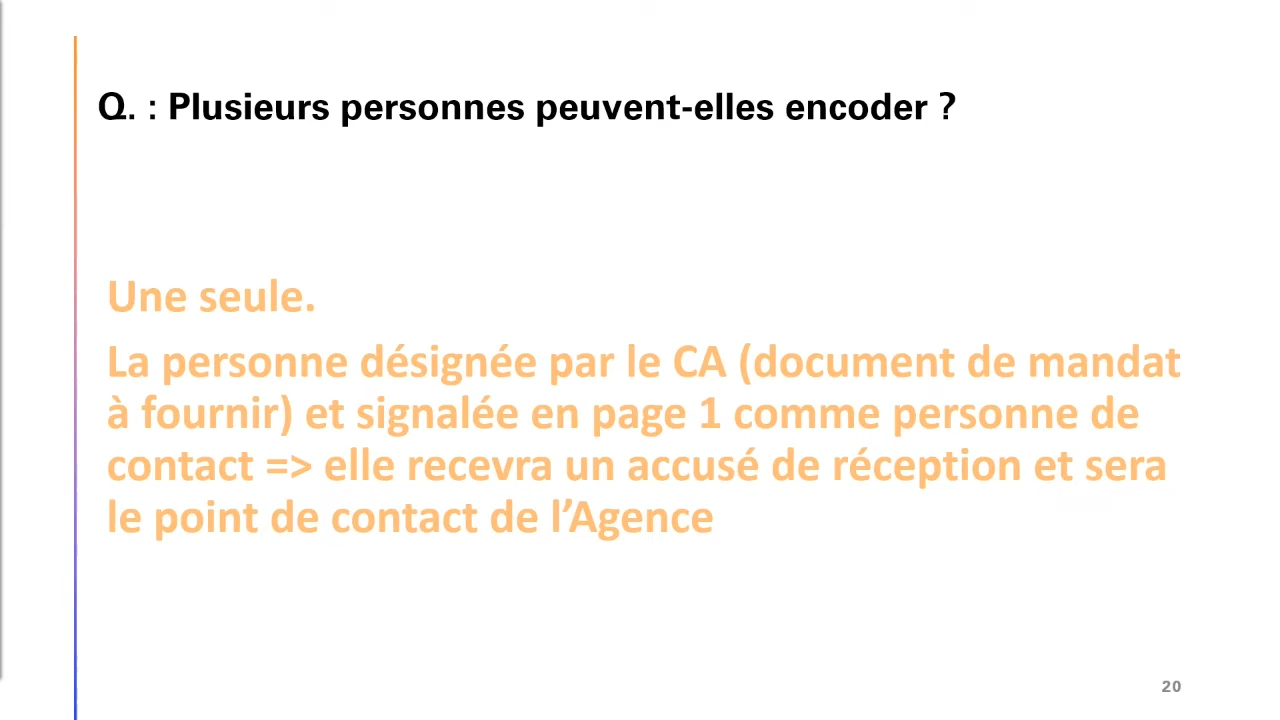 Q. : Plusieurs personnes peuvent-elles encoder ?
Une seule.
La personne désignée par le CA (document de mandat
à fournir) et signalée en page 1 comme personne de
contact => elle recevra un accusé de réception et sera
le point de contact de l’Agence
20